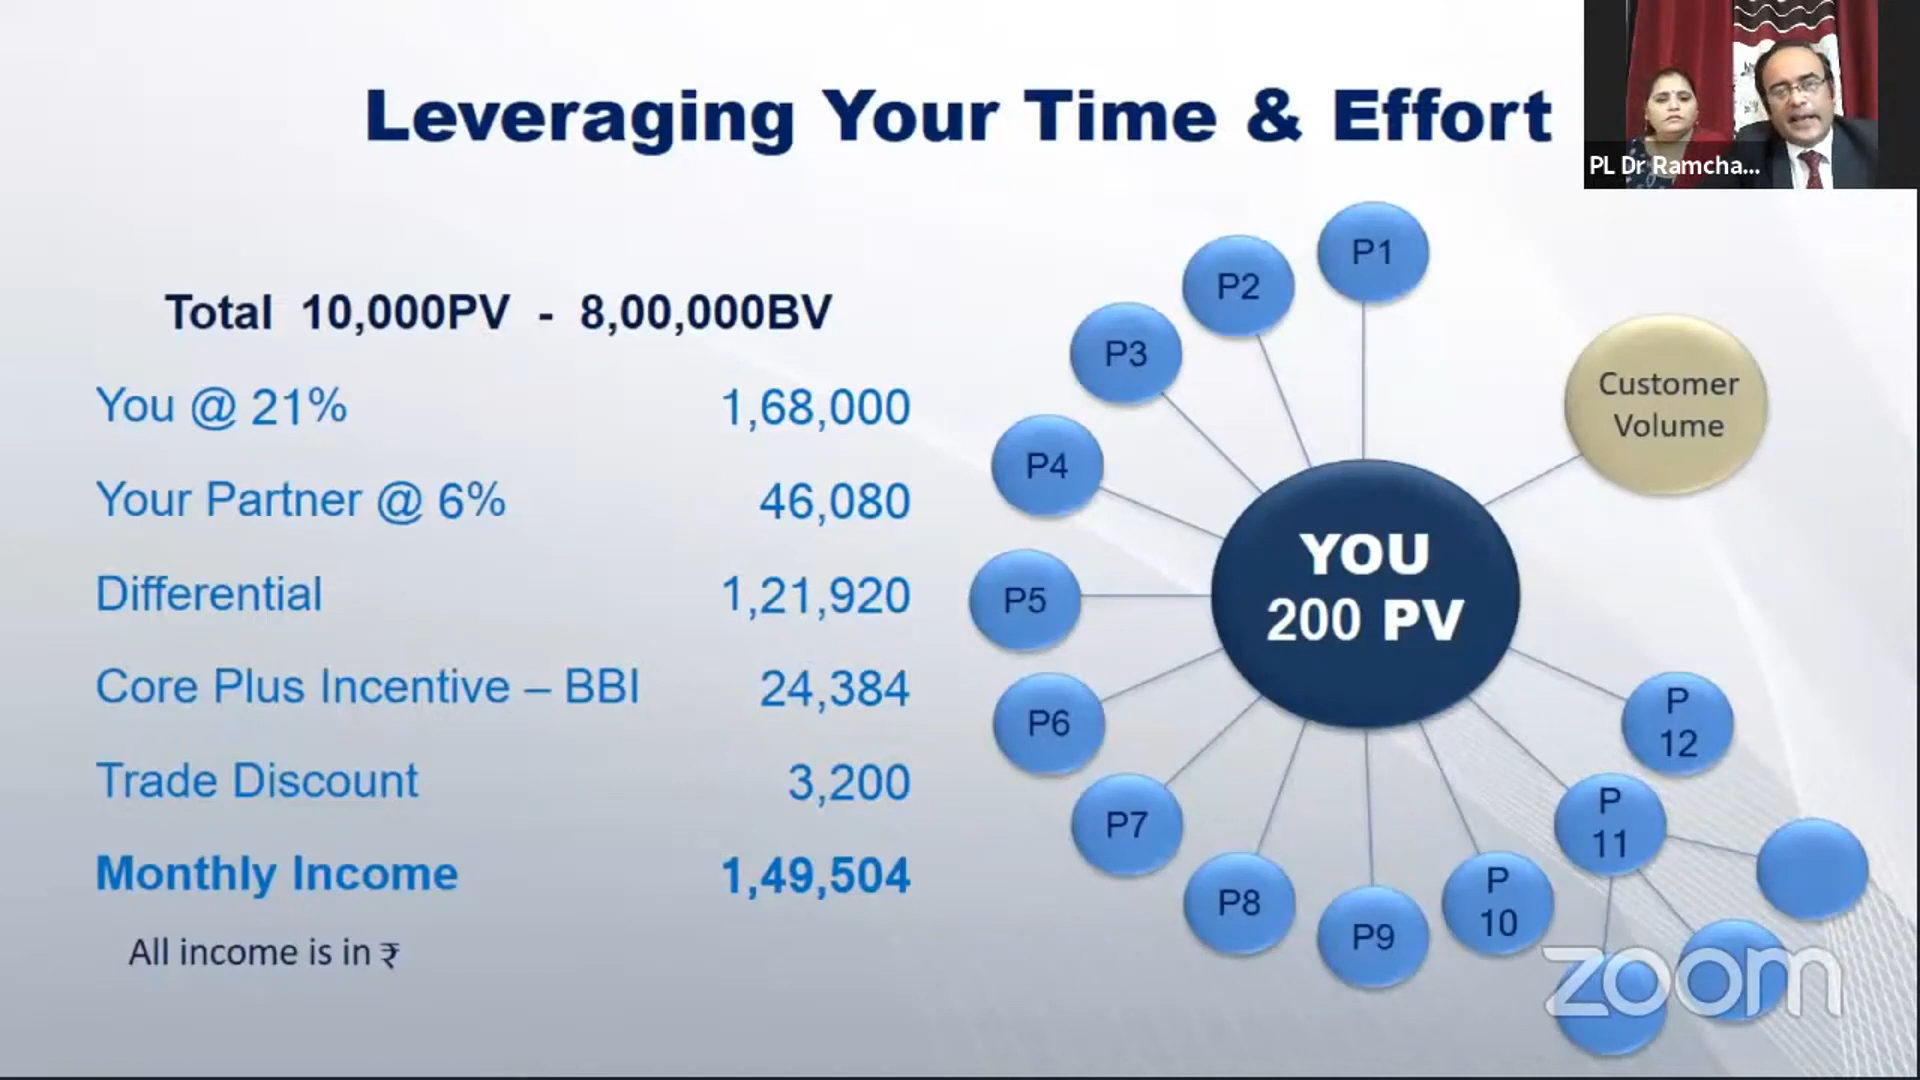 Leveraging Your Time & Effort
PL Dr Ramcha...
Total 10,000PV - 8,00,000BV
You @ 21% 1,68,000
Your Partner @ 6% 46,080
Differential 1,21,920
Core Plus Incentive – BBI 24,384
Trade Discount 3,200
Monthly Income 1,49,504
All income is in ₹
P1
P2
P3
P4
P5
P6
P7
P8
P9
P
10
P
11
P
12
Customer
Volume
YOU
200 PV
zoom